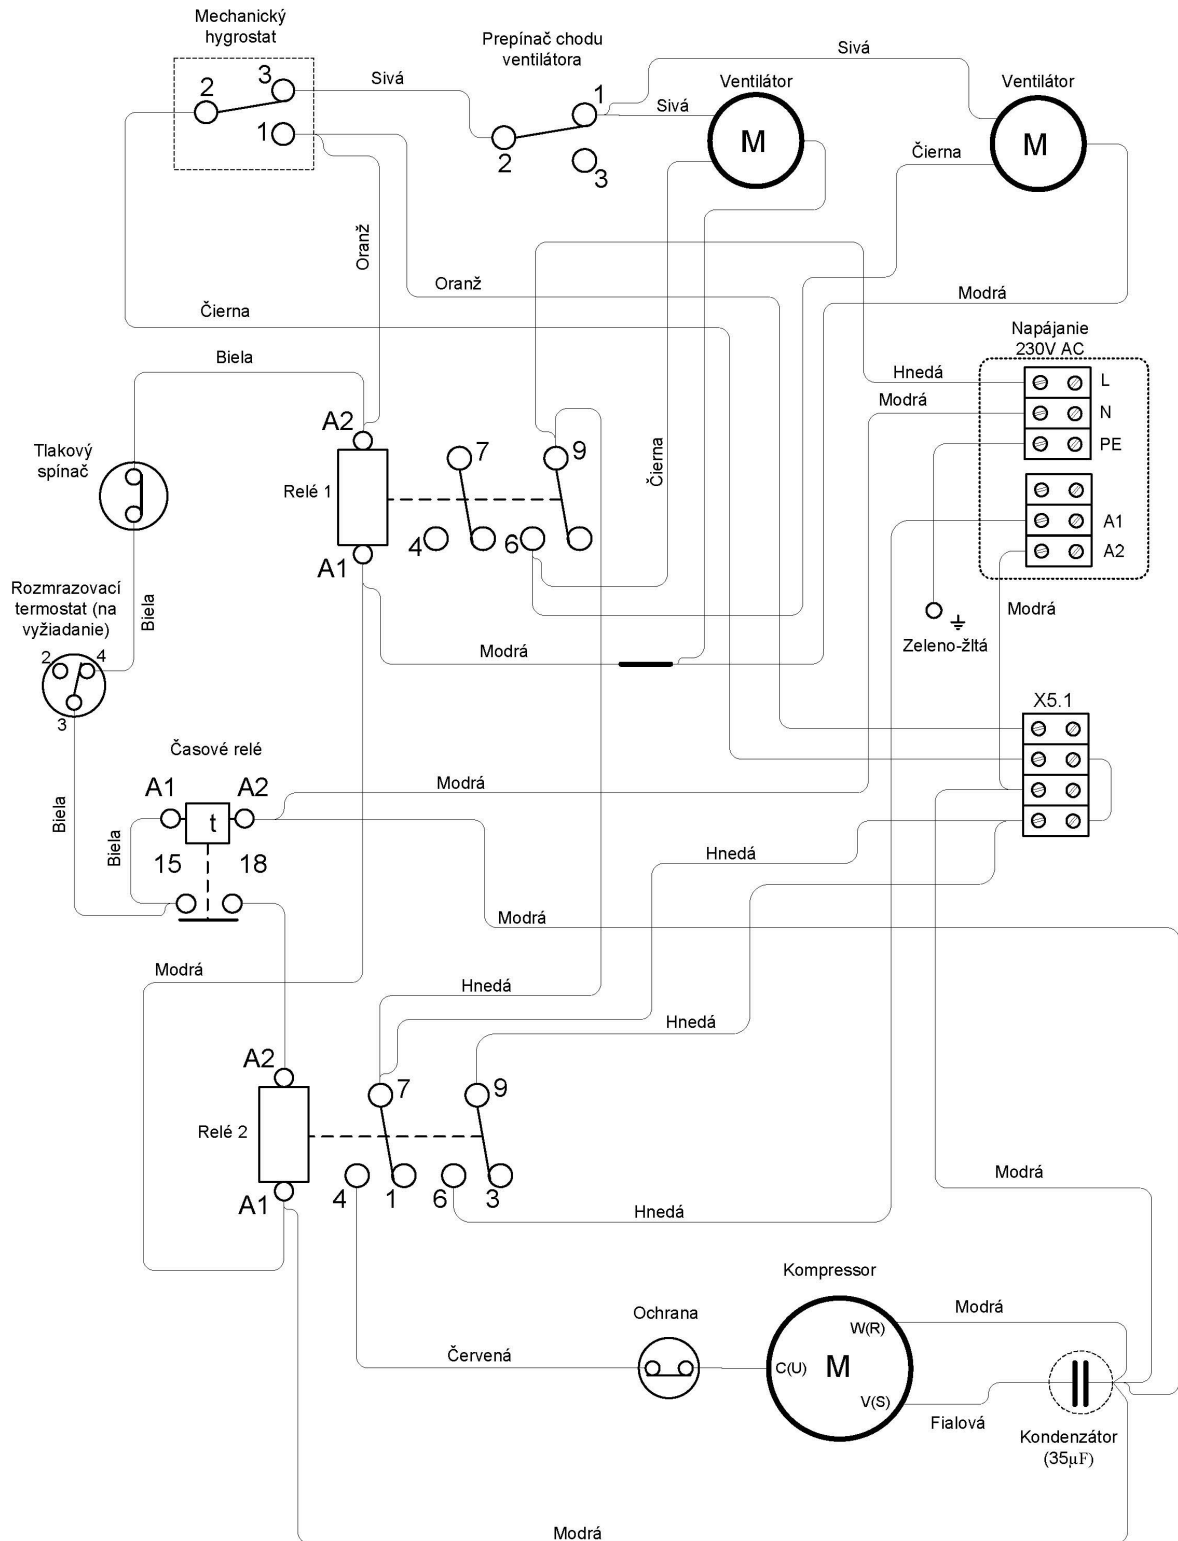 Mechanický
hygrostat
Prepínač chodu
ventilátora
Sivá
Ventilátor
Ventilátor
3
2
1
Sivá
1
2
3
Sivá
M
M
Čierna
Oranž
Oranž
Čierna
Modrá
Napájanie
230V AC
Biela
Hnedá
L
Modrá
N
PE
A2
Tlakový
spínač
Relé 1
7
9
Čierna
4
6
A1
A1
A2
Rozmrazovací
termostat (na
vyžiadanie)
Biela
Modrá
Zeleno-žltá
2
4
3
Modrá
X5.1
Časové relé
A1
A2
Modrá
t
Biela
Biela
15
18
Hnedá
Modrá
Modrá
Hnedá
Hnedá
A2
7
9
Relé 2
A1
4
1
6
3
Modrá
Hnedá
Kompressor
Ochrana
W(R)
Modrá
Červená
C(U)
M
V(S)
Fialová
Kondenzátor
(35µF)
Modrá